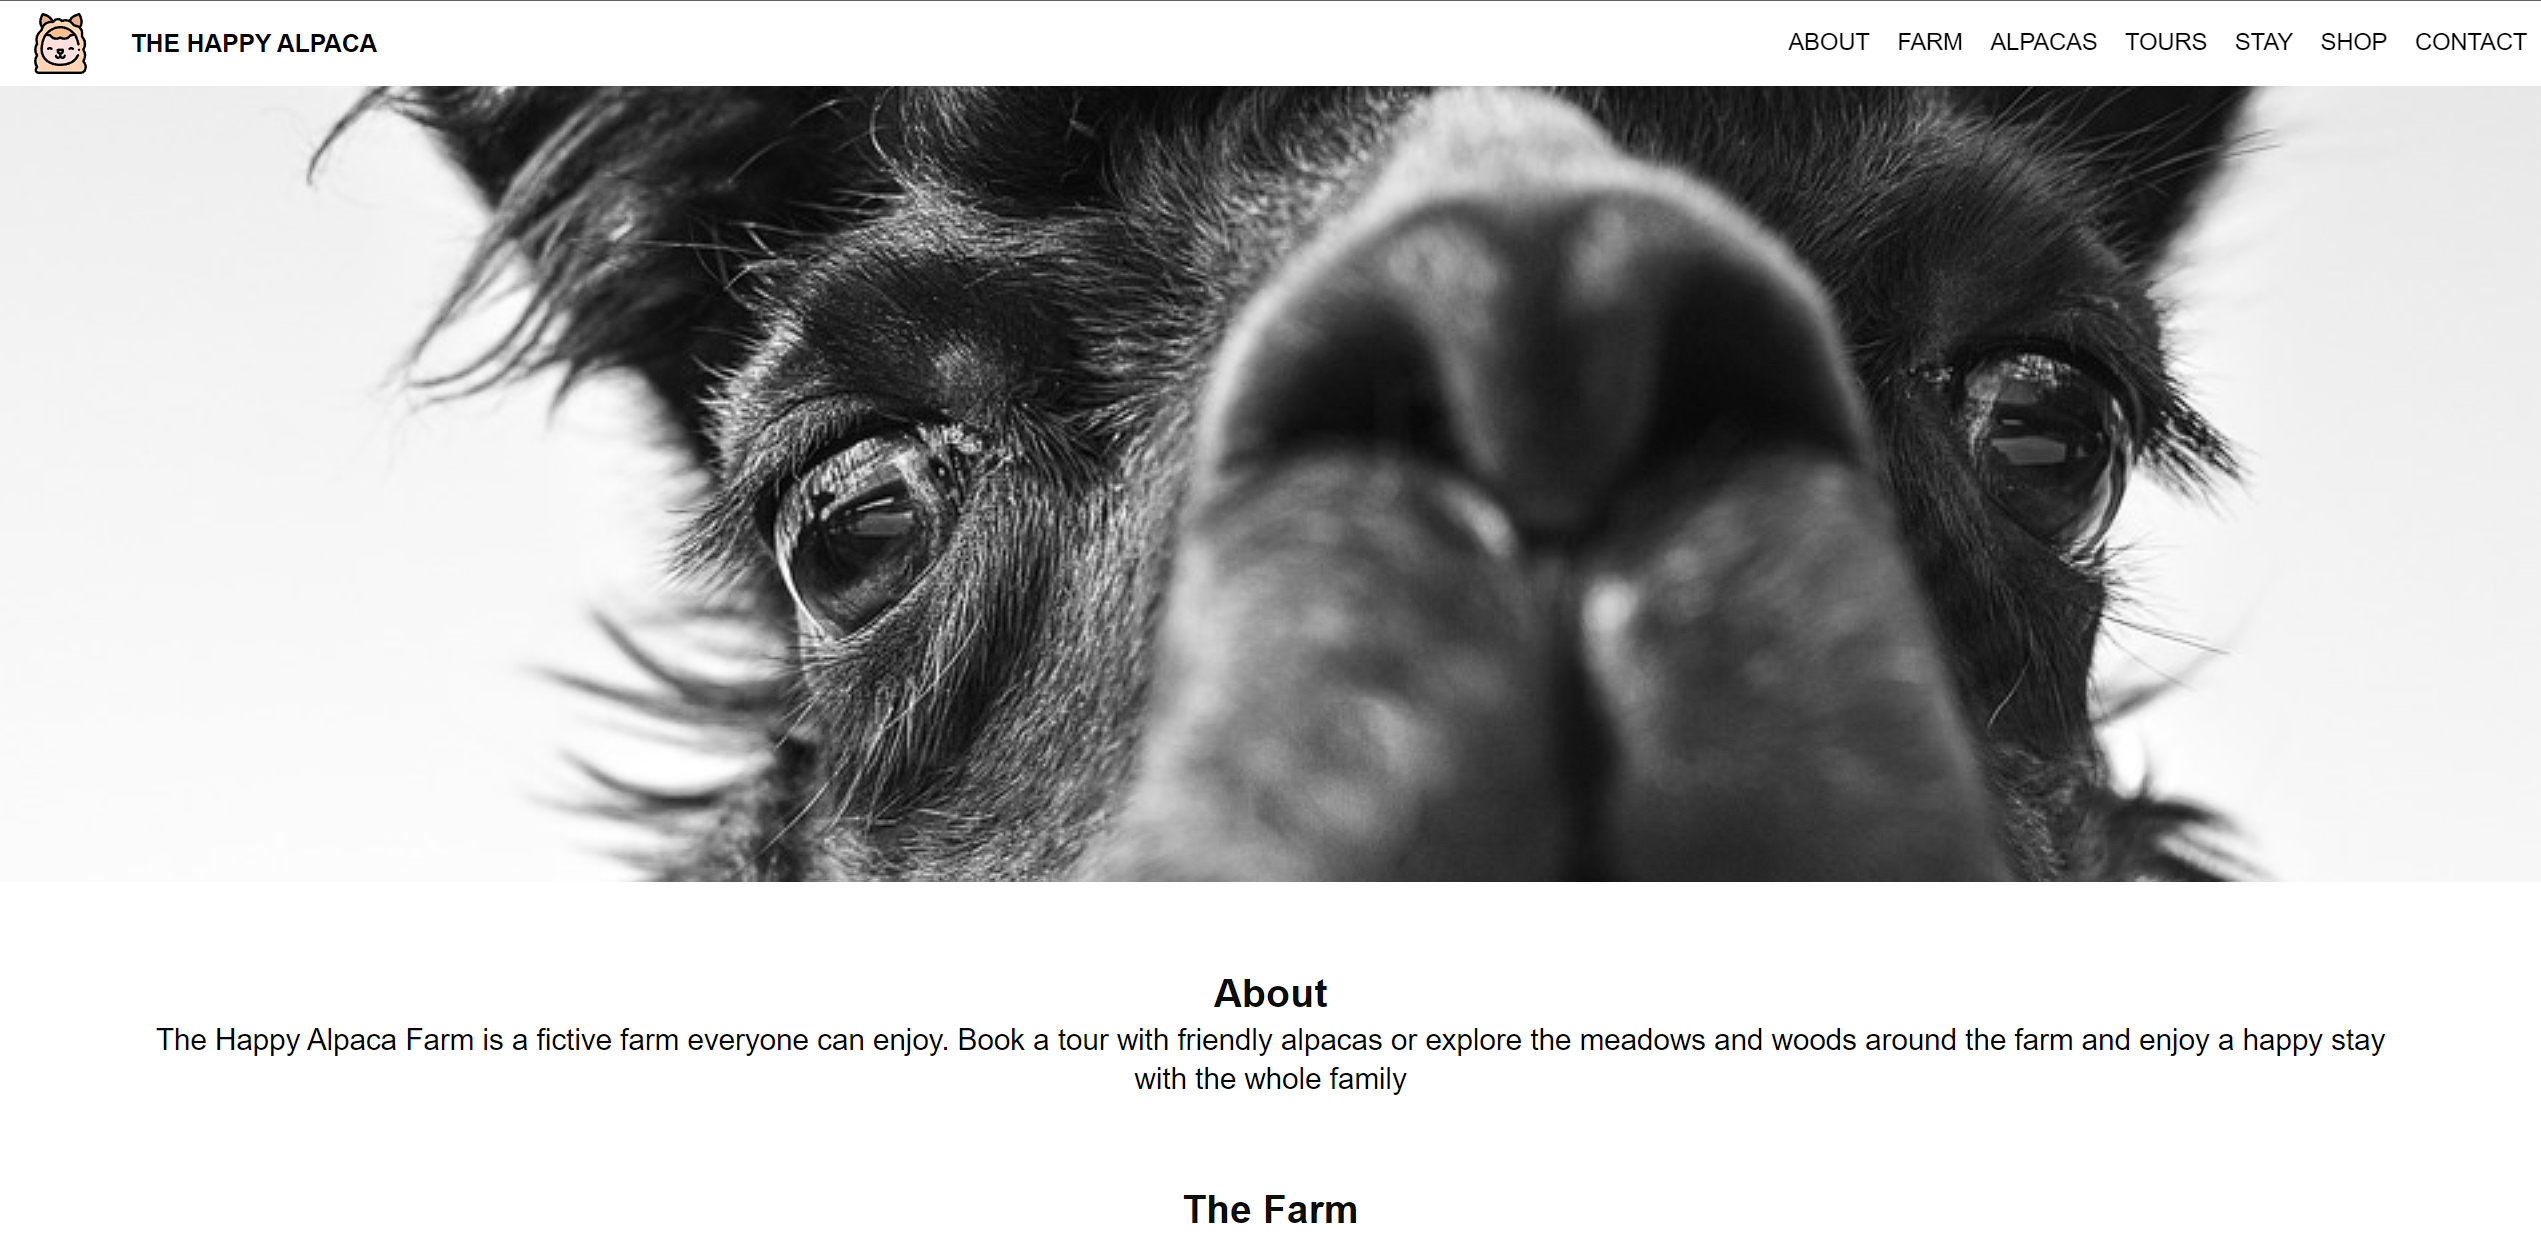 THE HAPPY ALPACA
ABOUT FARM ALPACAS TOURS STAY SHOP CONTACT
About
The Happy Alpaca Farm is a fictive farm everyone can enjoy. Book a tour with friendly alpacas or explore the meadows and woods around the farm and enjoy a happy stay
with the whole family
The Farm